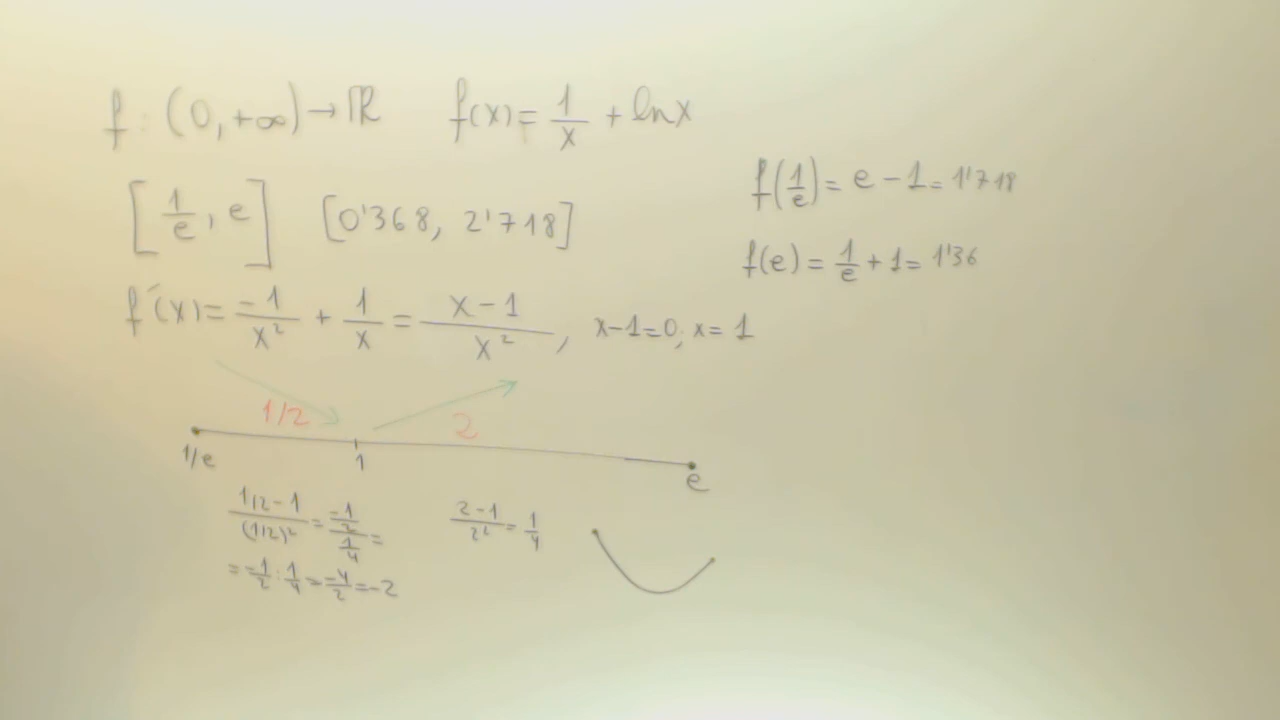 f: (0,+∞)→ℝ f(x)= 1/x + lnx
f(1/e)= e-1= 1'718
[1/e, e] [0'368, 2'718]
f(e)= 1/e +1= 1'36
f´(x)= -1/x² + 1/x = x-1/x², x-1=0; x= 1
1/2 2
1/e 1 e
1/2-1/(1/2)² = -1/2/1/4 = 2-1/2² = 1/4
= -1/2 : 1/4 = -4/2 = -2